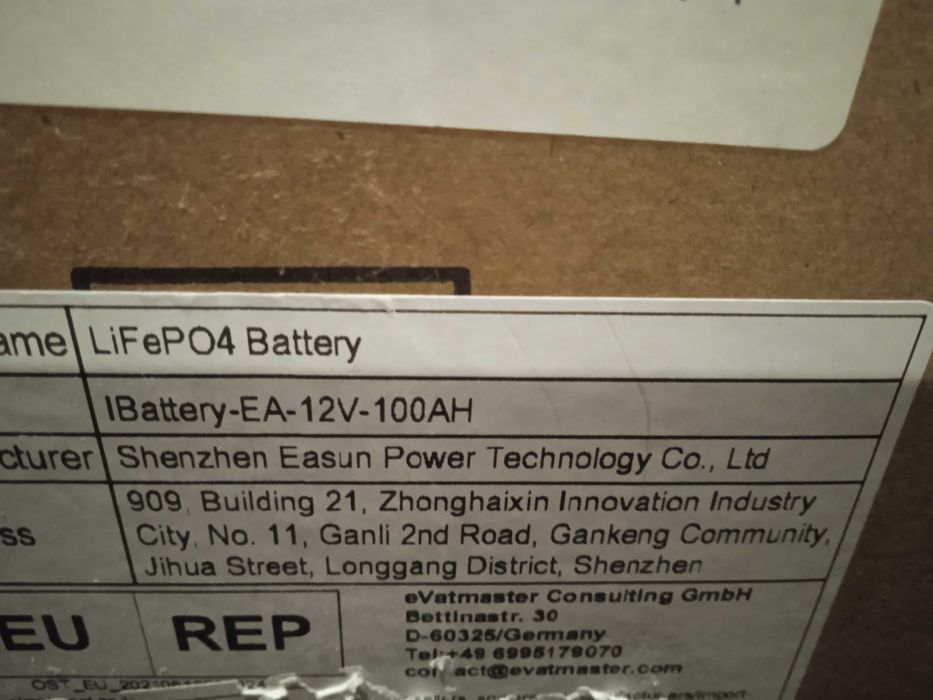 ame LiFePO4 Battery
IBattery-EA-12V-100AH
cturer Shenzhen Easun Power Technology Co., Ltd
909, Building 21, Zhonghaixin Innovation Industry
ss City, No. 11, Ganli 2nd Road, Gankeng Community,
Jihua Street, Longgang District, Shenzhen
EU REP
eVatmaster Consulting GmbH
Bettinastr. 30
D-60325/Germany
Tel:+49 6995179070
act@evatmaster.com